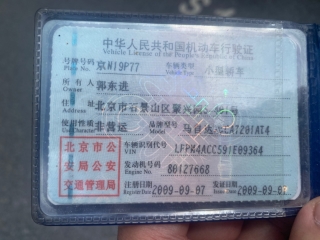 中华人民共和国机动车行驶证
Vehicle License of the People's Republic of China
号牌号码 京N19P77 车辆类型 小型轿车
Plate No. Vehicle Type
所有人 郭东进
Owner
住址 北京市石景山区聚兴园
Address
使用性质 非营运 品牌型号
Use Character Model
北京市公
安局公安
交通管理局
车辆识别代号
VIN LFPM4ACC591E09364
发动机号码
Engine No. 80127668
注册日期 2009-09-07 发证日期 2009-09-07